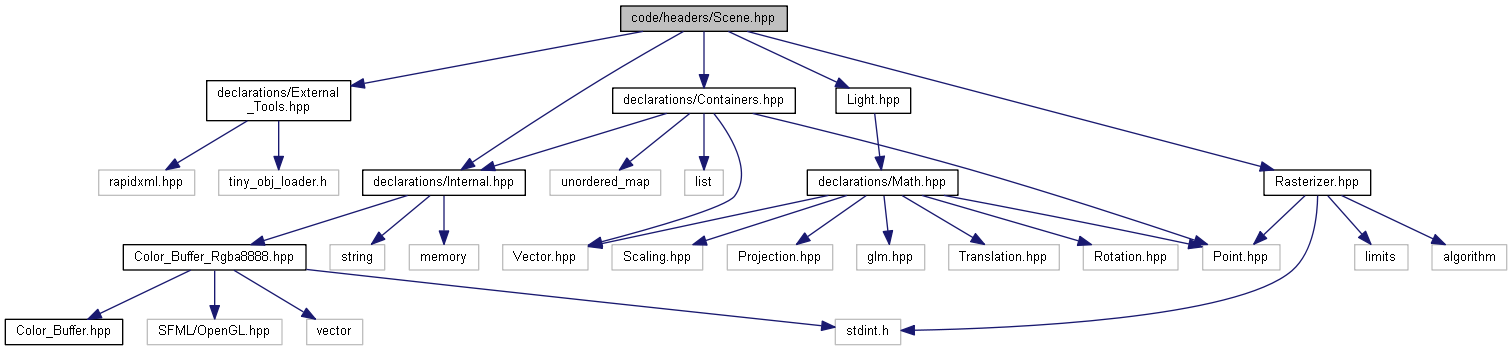 code/headers/Scene.hpp
declarations/External
_Tools.hpp
declarations/Containers.hpp
Light.hpp
rapidxml.hpp
tiny_obj_loader.h
declarations/Internal.hpp
unordered_map
list
declarations/Math.hpp
Rasterizer.hpp
Color_Buffer_Rgba8888.hpp
string
memory
Vector.hpp
Scaling.hpp
Projection.hpp
glm.hpp
Translation.hpp
Rotation.hpp
Point.hpp
limits
algorithm
Color_Buffer.hpp
SFML/OpenGL.hpp
vector
stdint.h